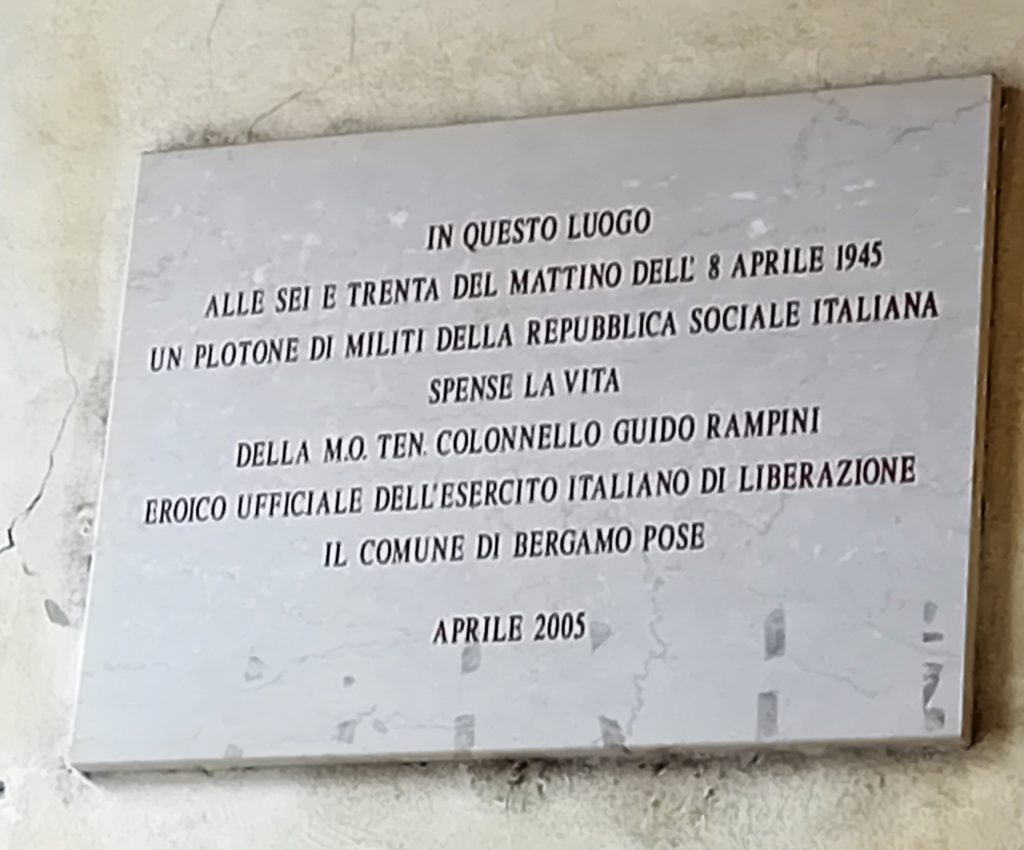 IN QUESTO LUOGO
ALLE SEI E TRENTA DEL MATTINO DELL' 8 APRILE 1945
UN PLOTONE DI MILITI DELLA REPUBBLICA SOCIALE ITALIANA
SPENSE LA VITA
DELLA M.O. TEN. COLONNELLO GUIDO RAMPINI
EROICO UFFICIALE DELL'ESERCITO ITALIANO DI LIBERAZIONE
IL COMUNE DI BERGAMO POSE
APRILE 2005